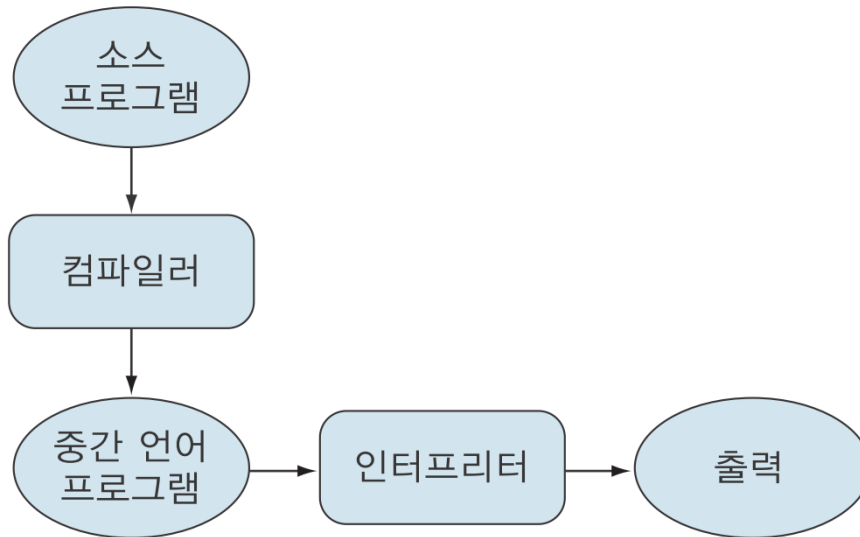 소스
프로그램
컴파일러
중간 언어
프로그램
인터프리터
출력